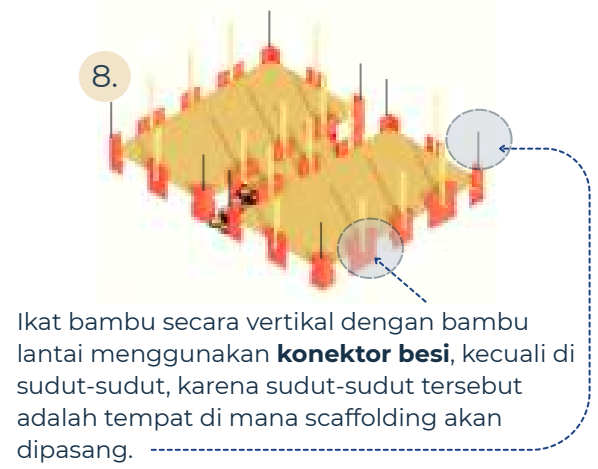 8.
Ikat bambu secara vertikal dengan bambu
lantai menggunakan konektor besi, kecuali di
sudut-sudut, karena sudut-sudut tersebut
adalah tempat di mana scaffolding akan
dipasang.